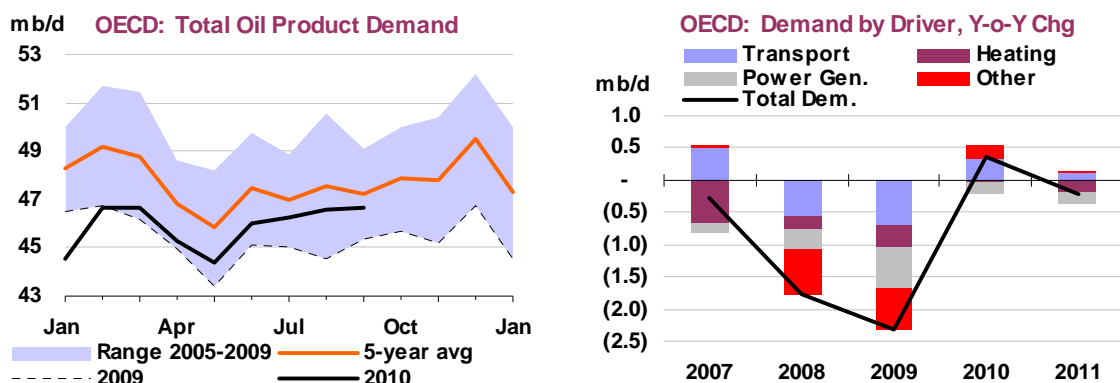 OECD: Total Oil Product Demand
mb/d
53
51
49
47
45
43
Jan Apr Jul Oct Jan
Range 2005-2009 5-year avg
2009 2010
OECD: Demand by Driver, Y-o-Y Chg
Transport Heating
Power Gen. Other
Total Dem.
mb/d
1.0
0.5
-
(0.5)
(1.0)
(1.5)
(2.0)
(2.5)
2007 2008 2009 2010 2011